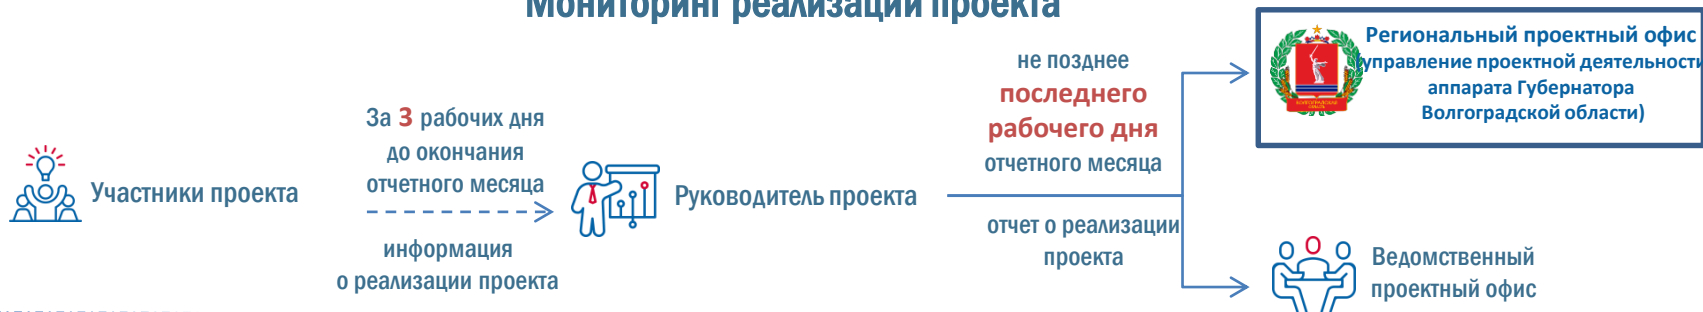 Мониторинг реализации проекта
Участники проекта
За 3 рабочих дня
до окончания
отчетного месяца
информация
о реализации проекта
Руководитель проекта
не позднее
последнего
рабочего дня
отчетного месяца
отчет о реализации
проекта
Региональный проектный офис
(управление проектной деятельности
аппарата Губернатора
Волгоградской области)
ВОЛГОГРАДСКАЯ
ОБЛАСТЬ
Ведомственный
проектный офис